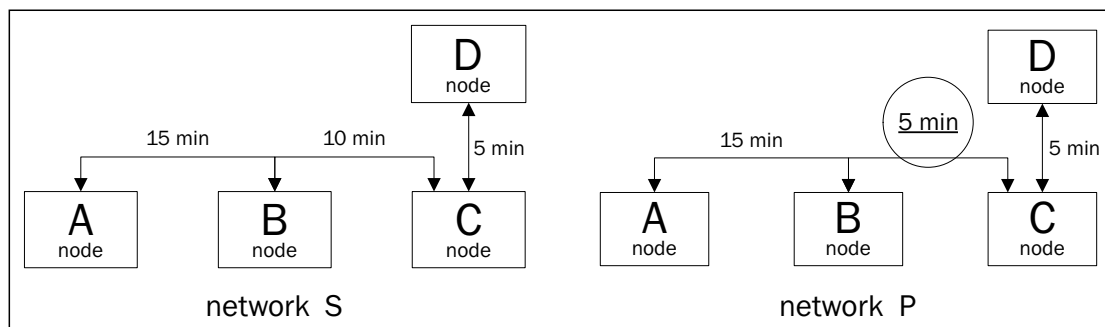 D
node
15 min
10 min
5 min
A
node
B
node
C
node
network S
D
node
5 min
15 min
5 min
A
node
B
node
C
node
network P